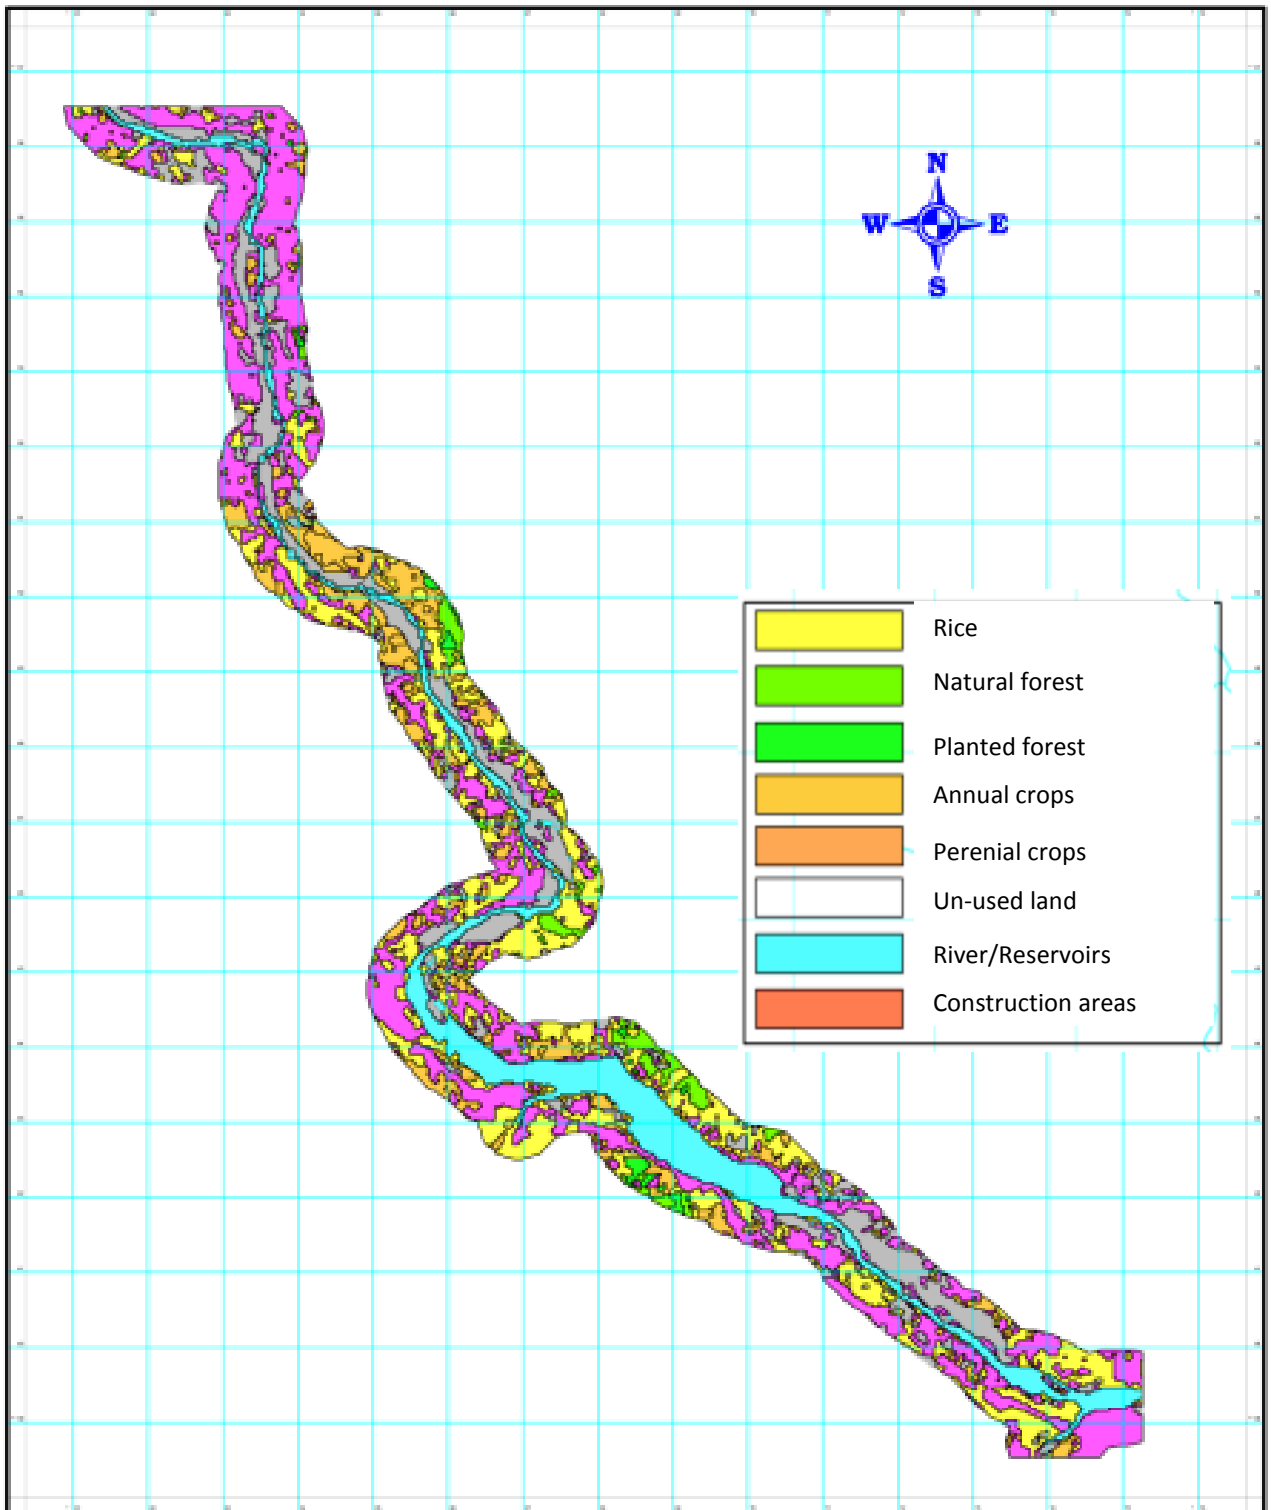 N
W E
S
Rice
Natural forest
Planted forest
Annual crops
Perenial crops
Un-used land
River/Reservoirs
Construction areas